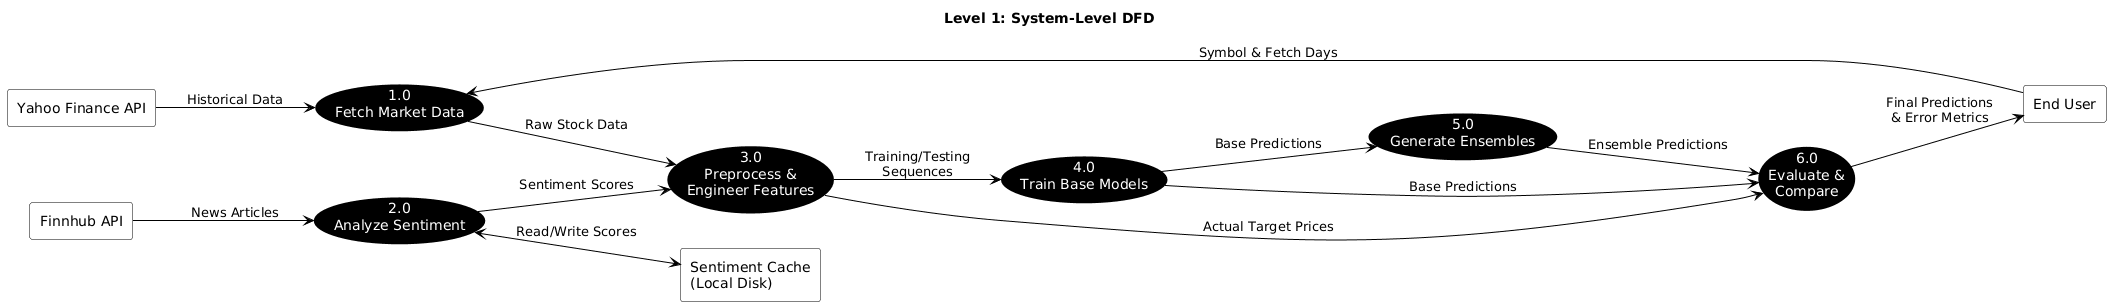 Level 1: System-Level DFD
Symbol & Fetch Days
Yahoo Finance API
Historical Data
1.0
Fetch Market Data
Raw Stock Data
Finnhub API
News Articles
2.0
Analyze Sentiment
Sentiment Scores
Read/Write Scores
Sentiment Cache
(Local Disk)
3.0
Preprocess &
Engineer Features
Training/Testing
Sequences
4.0
Train Base Models
Base Predictions
5.0
Generate Ensembles
Ensemble Predictions
Base Predictions
Actual Target Prices
6.0
Evaluate &
Compare
Final Predictions
& Error Metrics
End User